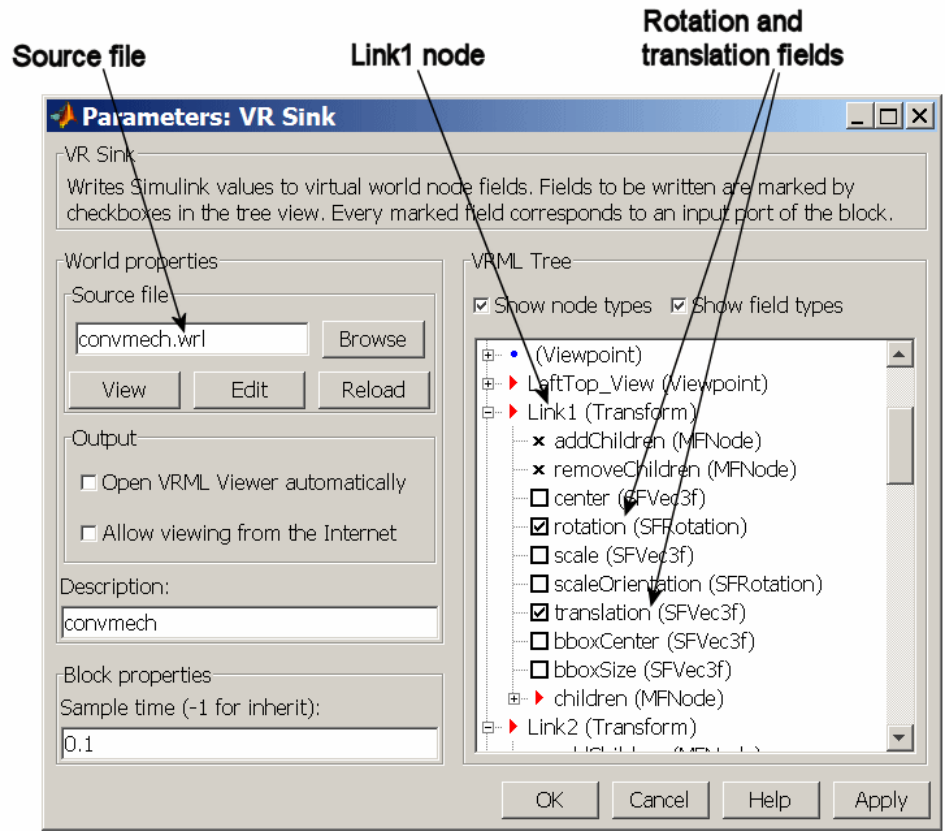 Rotation and
Source file Link1 node translation fields
Parameters: VR Sink
VR Sink
Writes Simulink values to virtual world node fields. Fields to be written are marked by
checkboxes in the tree view. Every marked field corresponds to an input port of the block.
World properties
Source file
convmech.wrl Browse
View Edit Reload
Output
Open VRML Viewer automatically
Allow viewing from the Internet
Description:
convmech
Block properties
Sample time (-1 for inherit):
0.1
VRML Tree
Show node types Show field types
(Viewpoint)
LeftTop_View (Viewpoint)
Link1 (Transform)
addChildren (MFNode)
removeChildren (MFNode)
center (SFVec3f)
rotation (SFRotation)
scale (SFVec3f)
scaleOrientation (SFRotation)
translation (SFVec3f)
bboxCenter (SFVec3f)
bboxSize (SFVec3f)
children (MFNode)
Link2 (Transform)
OK Cancel Help Apply